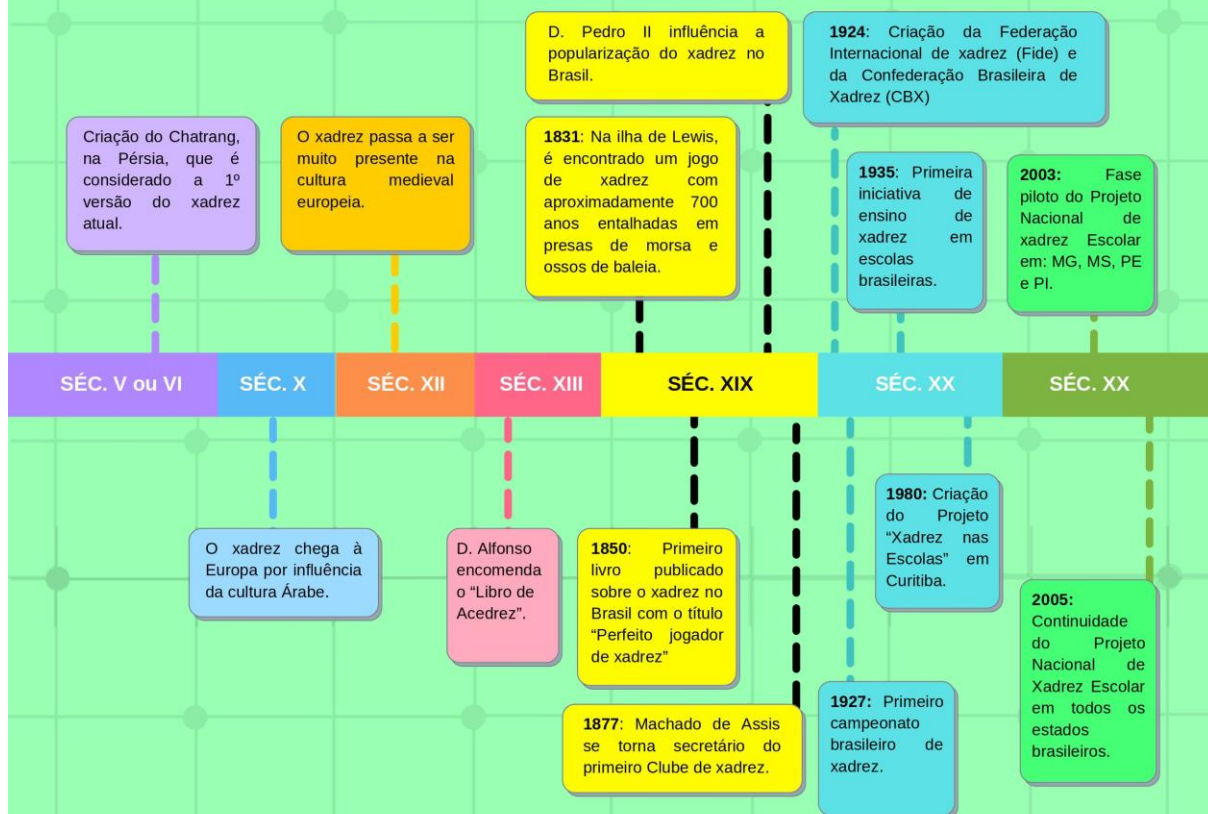 D. Pedro II influência a
popularização do xadrez no
Brasil.
1924: Criação da Federação
Internacional de xadrez (Fide) e
da Confederação Brasileira de
Xadrez (CBX)
Criação do Chatrang,
na Pérsia, que é
considerado a 1º
versão do xadrez
atual.
O xadrez passa a ser
muito presente na
cultura medieval
europeia.
1831: Na ilha de Lewis,
é encontrado um jogo
de xadrez com
aproximadamente 700
anos entalhadas em
presas de morsa e
ossos de baleia.
1935: Primeira
iniciativa de
ensino de
xadrez em
escolas
brasileiras.
2003: Fase
piloto do Projeto
Nacional de
xadrez Escolar
em: MG, MS, PE
e PI.
SÉC. V ou VI
SÉC. X
SÉC. XII
SÉC. XIII
SÉC. XIX
SÉC. XX
SÉC. XX
O xadrez chega à
Europa por influência
da cultura Árabe.
D. Alfonso
encomenda
o “Libro de
Acedrez”.
1850: Primeiro
livro publicado
sobre o xadrez no
Brasil com o título
“Perfeito jogador
de xadrez”
1877: Machado de Assis
se torna secretário do
primeiro Clube de xadrez.
1980: Criação
do Projeto
“Xadrez nas
Escolas” em
Curitiba.
1927: Primeiro
campeonato
brasileiro de
xadrez.
2005:
Continuidade
do Projeto
Nacional de
Xadrez Escolar
em todos os
estados
brasileiros.